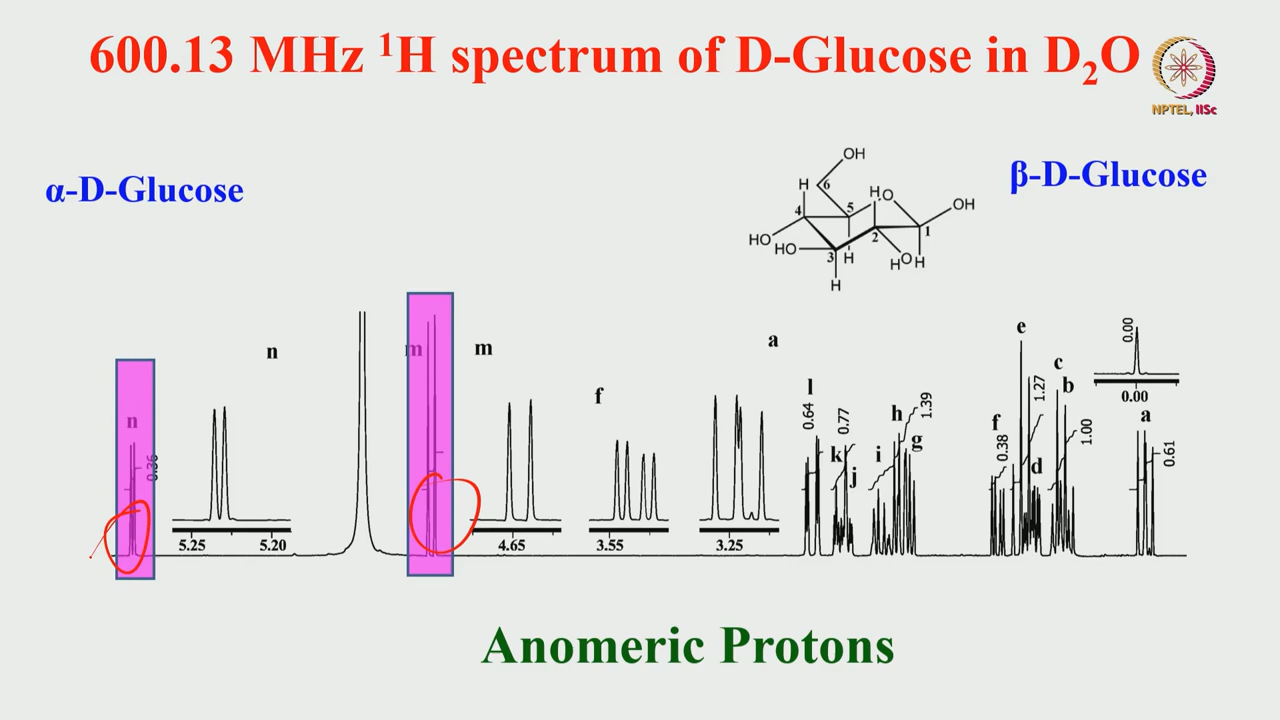 600.13 MHz ¹H spectrum of D-Glucose in D₂O
NPTEL, IISc
α-D-Glucose
β-D-Glucose
OH
H
6
H
O
4
5
OH
HO
2
1
HO
3
H
HO
H
H
n
m
m
f
a
l
k
j
i
h
g
f
e
d
c
b
a
n
0.36
0.64
0.77
1.39
0.38
1.27
1.00
0.61
0.00
0.00
5.25
5.20
4.65
3.55
3.25
Anomeric Protons